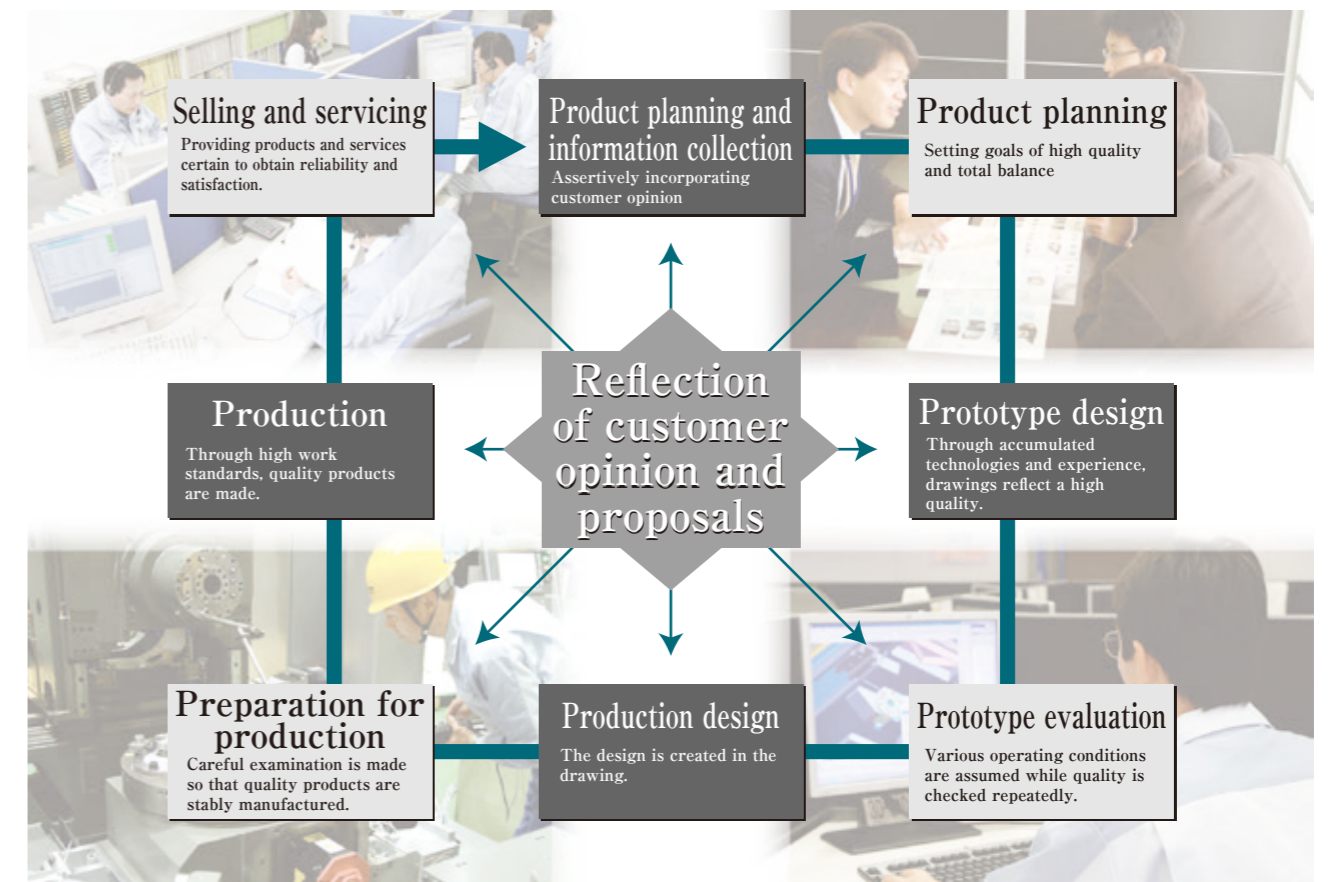 Selling and servicing
Providing products and services
certain to obtain reliability and
satisfaction.
Product planning and
information collection
Assertively incorporating
customer opinion
Product planning
Setting goals of high quality
and total balance
Reflection
of customer
opinion and
proposals
Production
Through high work
standards, quality products
are made.
Prototype design
Through accumulated
technologies and experience,
drawings reflect a high
quality.
Preparation for
production
Careful examination is made
so that quality products are
stably manufactured.
Production design
The design is created in the
drawing.
Prototype evaluation
Various operating conditions
are assumed while quality is
checked repeatedly.